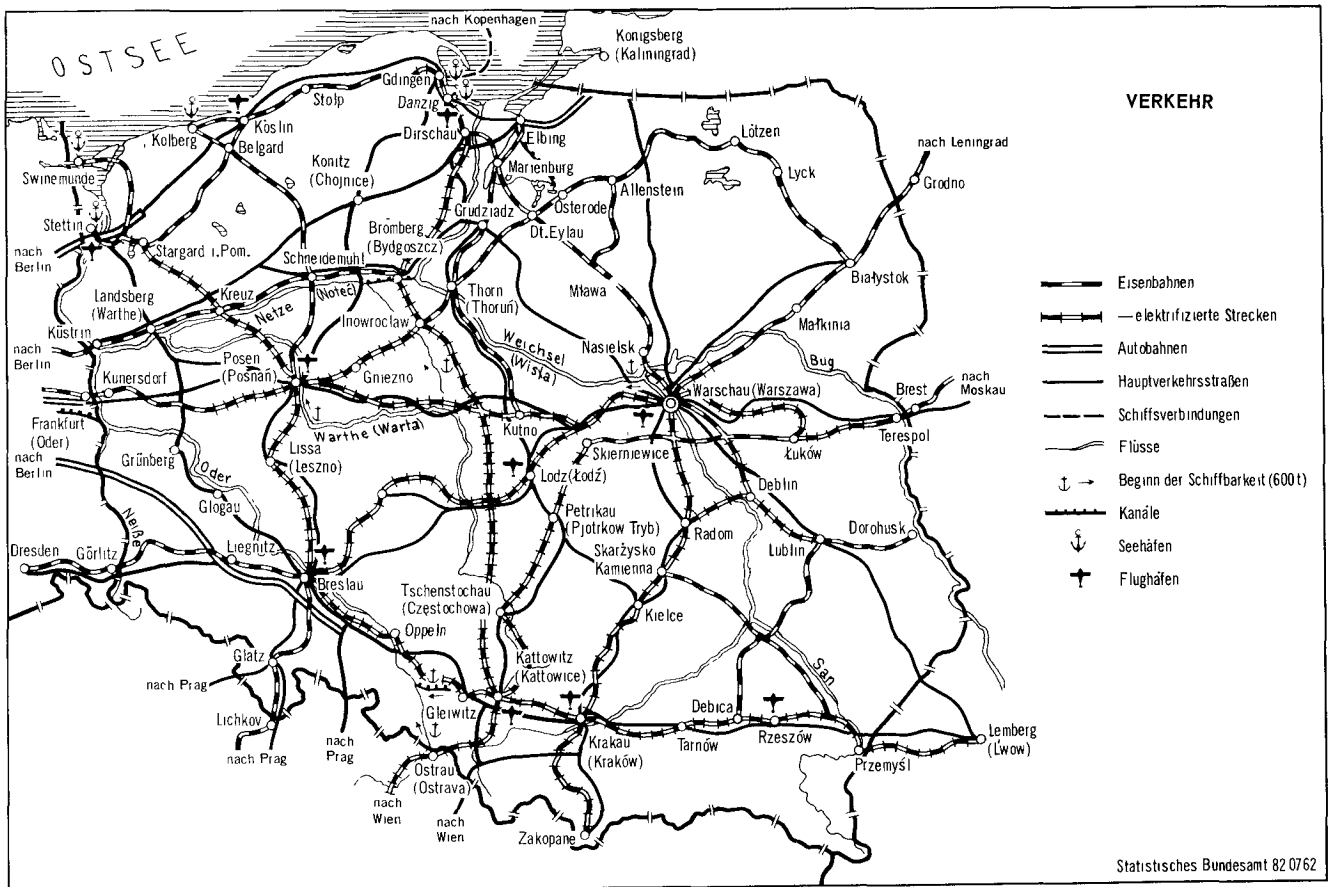 OSTSEE
nach Kopenhagen
Konigsberg
(Kaliningrad)
VERKEHR
Gdingen
Danzig
Stolp
Köslin
Kolberg
Belgard
Dirschau
Elbing
Lötzen
nach Leningrad
Swinemunde
Konitz
(Chojnice)
Marienburg
Lyck
Grodno
Stettin
Allenstein
Osterode
Grudziadz
Dt.Eylau
nach
Berlin
Stargard i.Pom.
Bromberg
(Bydgoszcz)
Schneidemuhl
Białystok
Landsberg
(Warthe)
Kreuz
(Noteć)
Netze
Thorn
(Thoruń)
Mława
Małkinia
Küstrin
Inowrocław
nach
Berlin
Posen
(Posnań)
Weichsel
(Wisła)
Nasielsk
Bug
Kunersdorf
Gniezno
Warschau (Warszawa)
Brest
nach
Moskau
Frankfurt
(Oder)
Warthe (Warta)
Kutno
Terespol
nach
Berlin
Grünberg
Lissa
(Leszno)
Skierniewice
Łuków
Oder
Lodz (Łodź)
Glogau
Deblin
Neiße
Petrikau
(Pjotrkow Tryb)
Radom
Dorohusk
Dresden
Görlitz
Liegnitz
Skarżysko
Kamienna
Lublin
Breslau
Tschenstochau
(Częstochowa)
Kielce
Oppeln
Glatz
Kattowitz
(Kattowice)
San
nach Prag
Lichkov
Gleiwitz
Debica
Rzeszów
Lemberg
(L'wow)
nach Prag
nach
Prag
Krakau
(Kraków)
Tarnów
Przemyśl
Ostrau
(Ostrava)
nach
Wien
nach
Wien
Zakopane
Eisenbahnen
— elektrifizierte Strecken
Autobahnen
Hauptverkehrsstraßen
Schiffsverbindungen
Flüsse
Beginn der Schiffbarkeit (600t)
Kanäle
Seehäfen
Flughäfen
Statistisches Bundesamt 82 0762